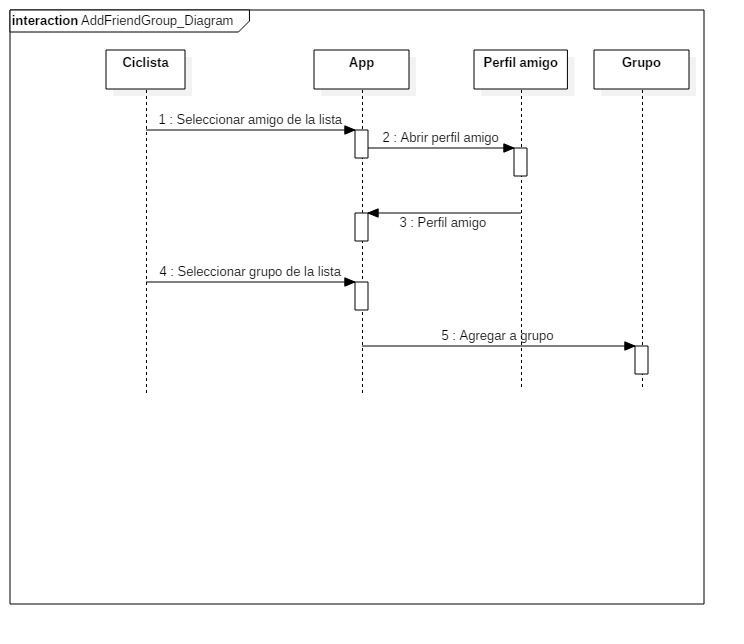 interaction AddFriendGroup_Diagram
Ciclista
App
Perfil amigo
Grupo
1 : Seleccionar amigo de la lista
2 : Abrir perfil amigo
3 : Perfil amigo
4 : Seleccionar grupo de la lista
5 : Agregar a grupo